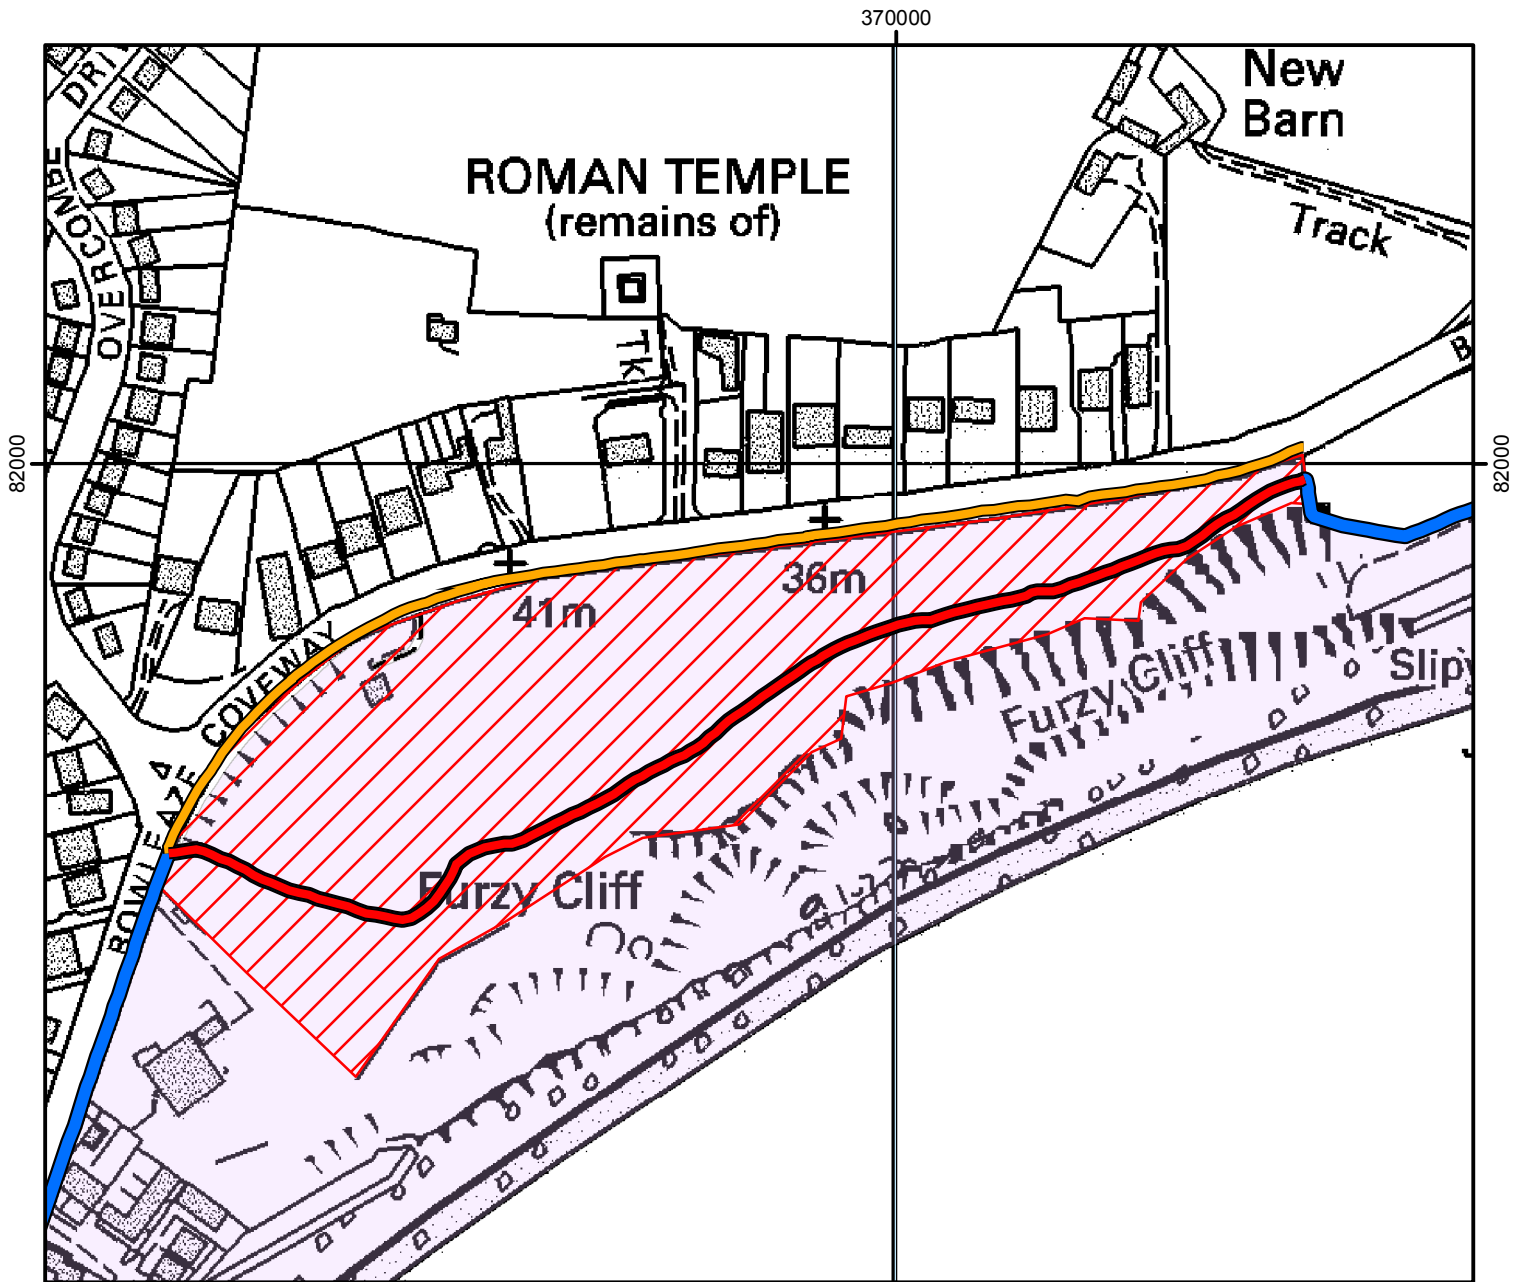 370000
New
Barn
DRI
ROMAN TEMPLE
(remains of)
Track
OVERCOMBE
Tk
B
82000
82000
36m
41m
COVEWAY
Furzy Cliff
Slipw
BOWLEAZE
Furzy Cliff